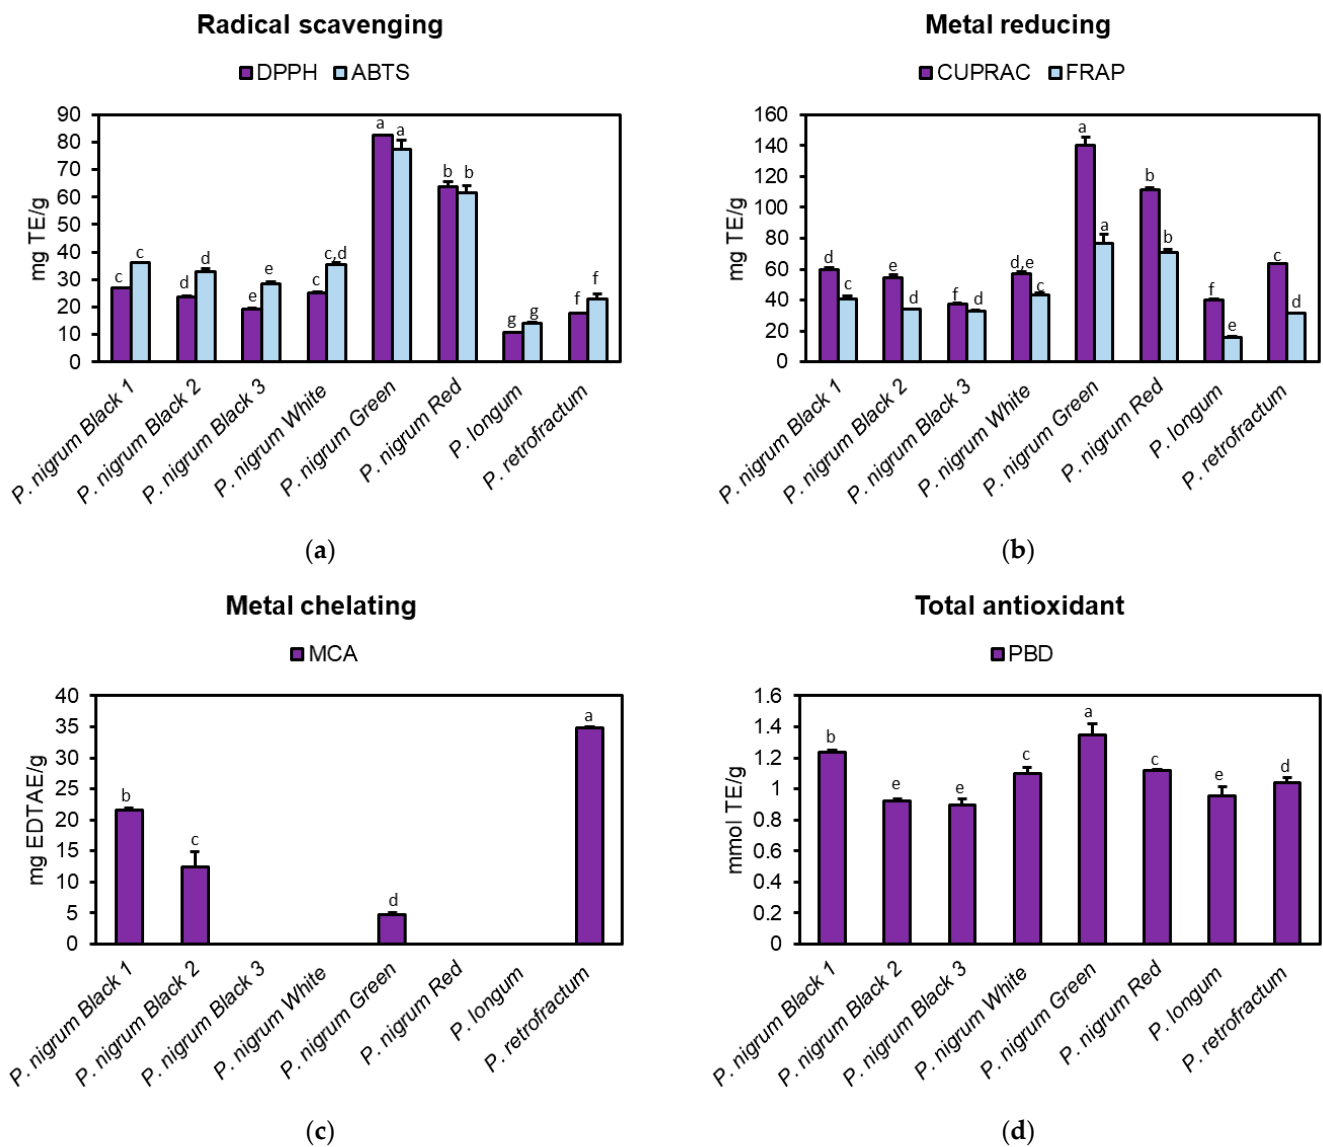 Radical scavenging
DPPH ABTS
mg TE/g
90
80
70
60
50
40
30
20
10
0
c c d d e e c c,d a a b b g g f f
P. nigrum Black 1
P. nigrum Black 2
P. nigrum Black 3
P. nigrum White
P. nigrum Green
P. nigrum Red
P. longum
P. retrofractum
(a)
Metal reducing
CUPRAC FRAP
mg TE/g
160
140
120
100
80
60
40
20
0
d c e d f d d,e c a a b b f e c d
P. nigrum Black 1
P. nigrum Black 2
P. nigrum Black 3
P. nigrum White
P. nigrum Green
P. nigrum Red
P. longum
P. retrofractum
(b)
Metal chelating
MCA
mg EDTAE/g
40
35
30
25
20
15
10
5
0
b c d a
P. nigrum Black 1
P. nigrum Black 2
P. nigrum Black 3
P. nigrum White
P. nigrum Green
P. nigrum Red
P. longum
P. retrofractum
(c)
Total antioxidant
PBD
mmol TE/g
1.6
1.4
1.2
1
0.8
0.6
0.4
0.2
0
b e e c a c e d
P. nigrum Black 1
P. nigrum Black 2
P. nigrum Black 3
P. nigrum White
P. nigrum Green
P. nigrum Red
P. longum
P. retrofractum
(d)